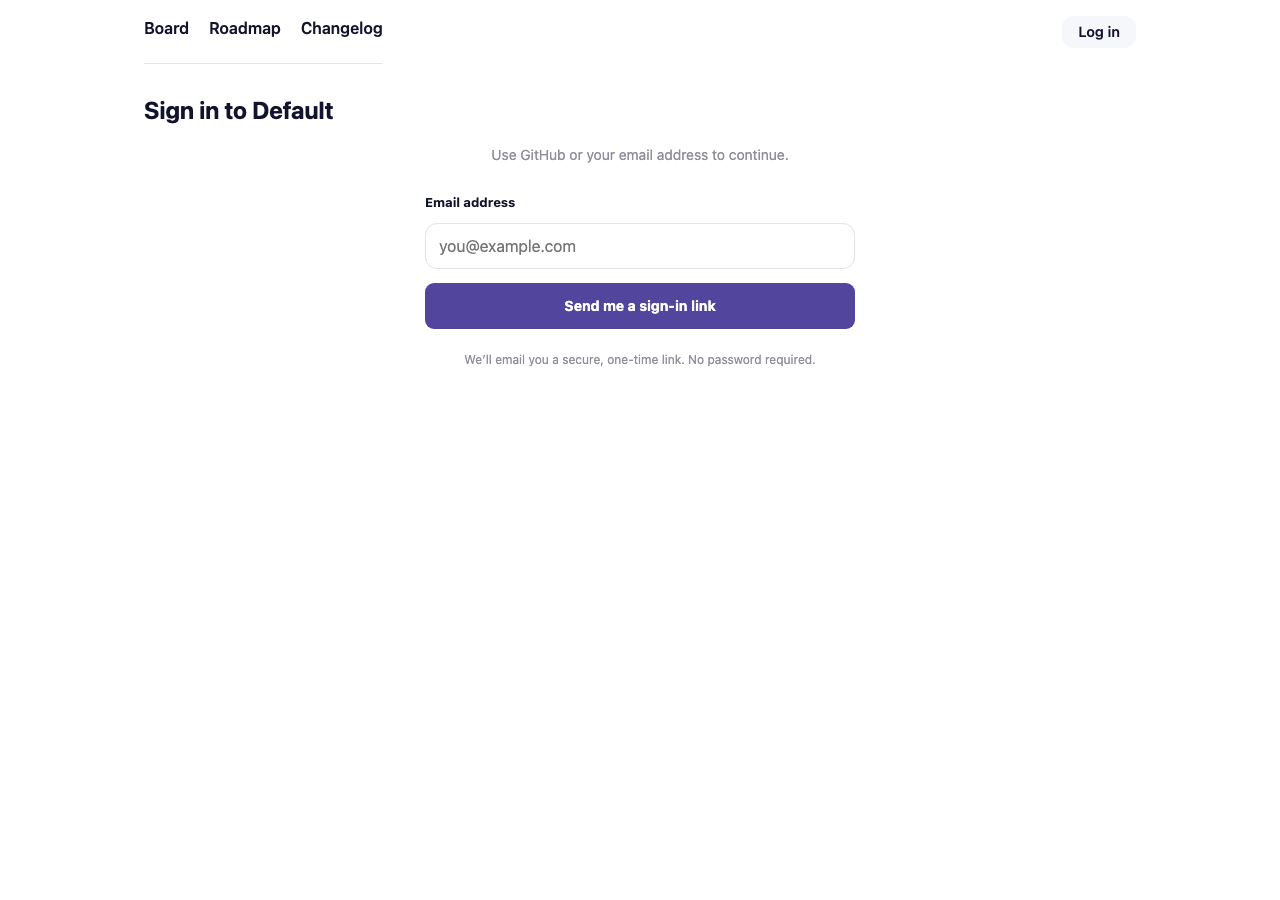 Board Roadmap Changelog Log in
Sign in to Default
Use GitHub or your email address to continue.
Email address
you@example.com
Send me a sign-in link
We’ll email you a secure, one-time link. No password required.